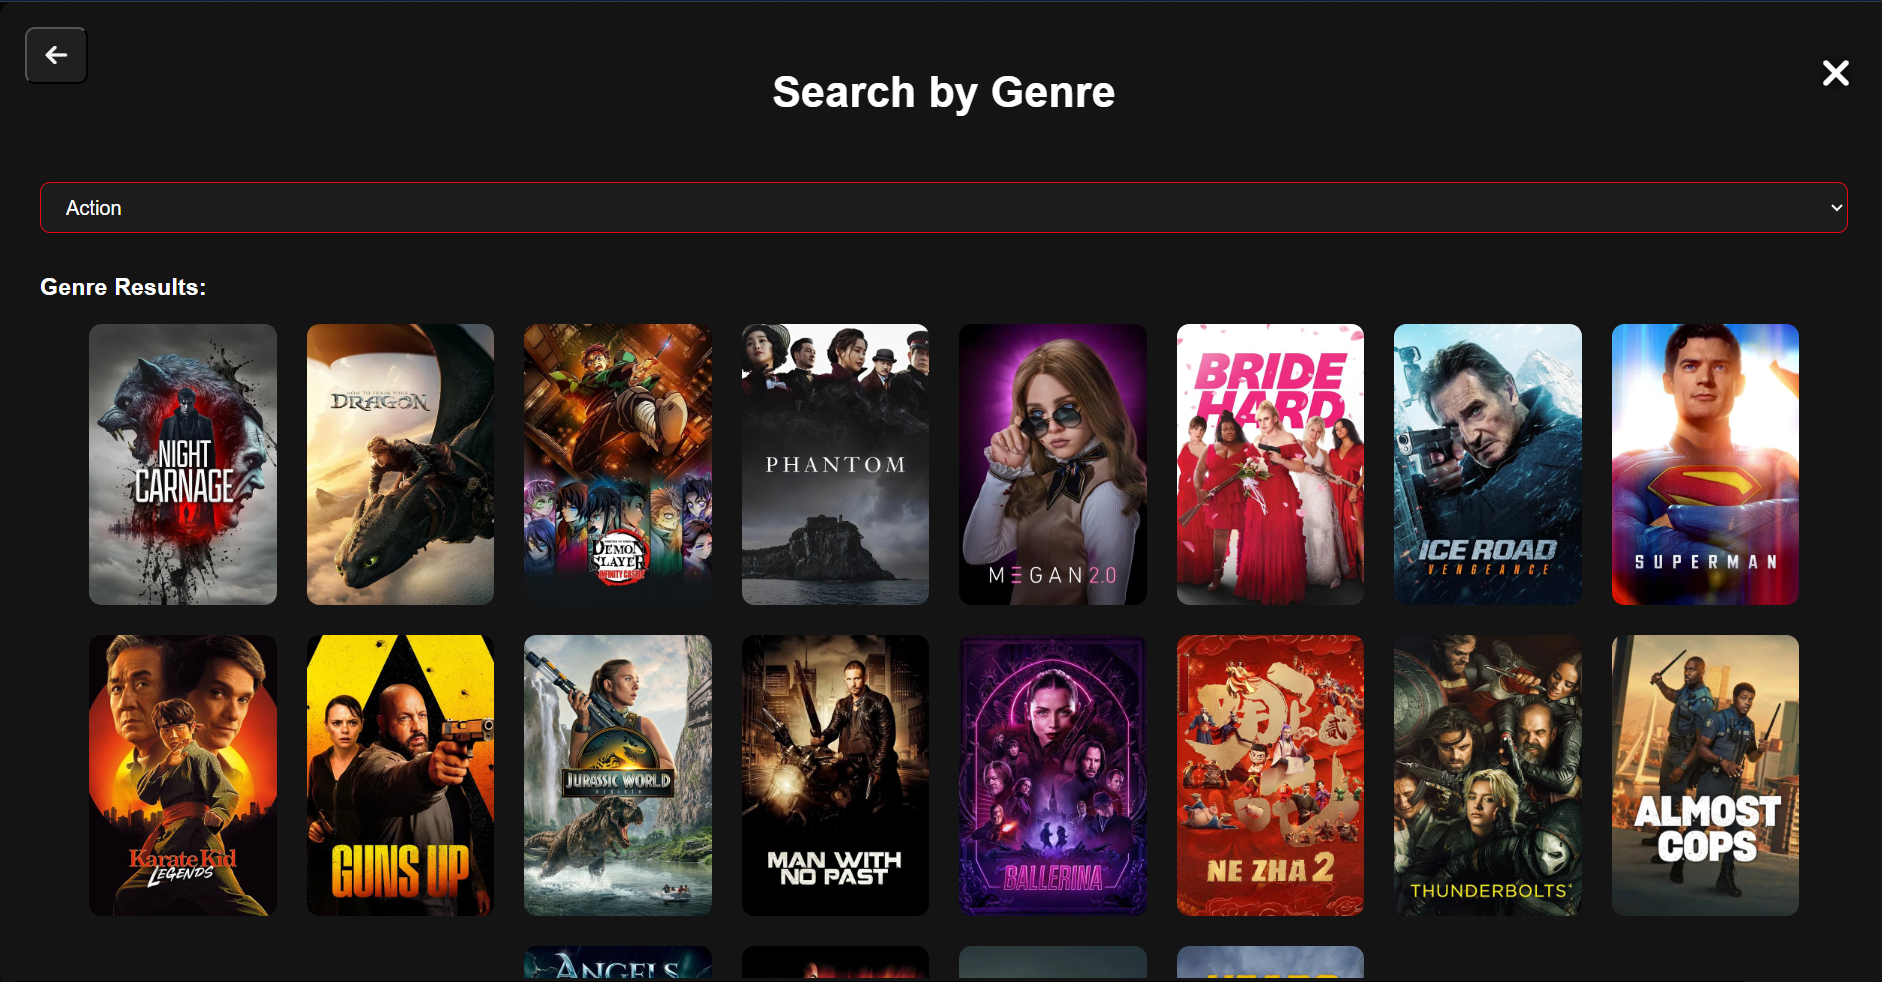 Search by Genre
Action
Genre Results:
NIGHT
CARNAGE
HOW TO TRAIN YOUR
DRAGON
DEMON
SLAYER
INFINITY CASTLE
PHANTOM
MƎGAN 2.0
BRIDE
HARD
ICE ROAD
VENGEANCE
SUPERMAN
Karate Kid
LEGENDS
GUNS UP
JURASSIC WORLD
REBIRTH
MAN WITH
NO PAST
BALLERINA
贰
NE ZHA 2
THUNDERBOLTS*
ALMOST
COPS
ANGELS